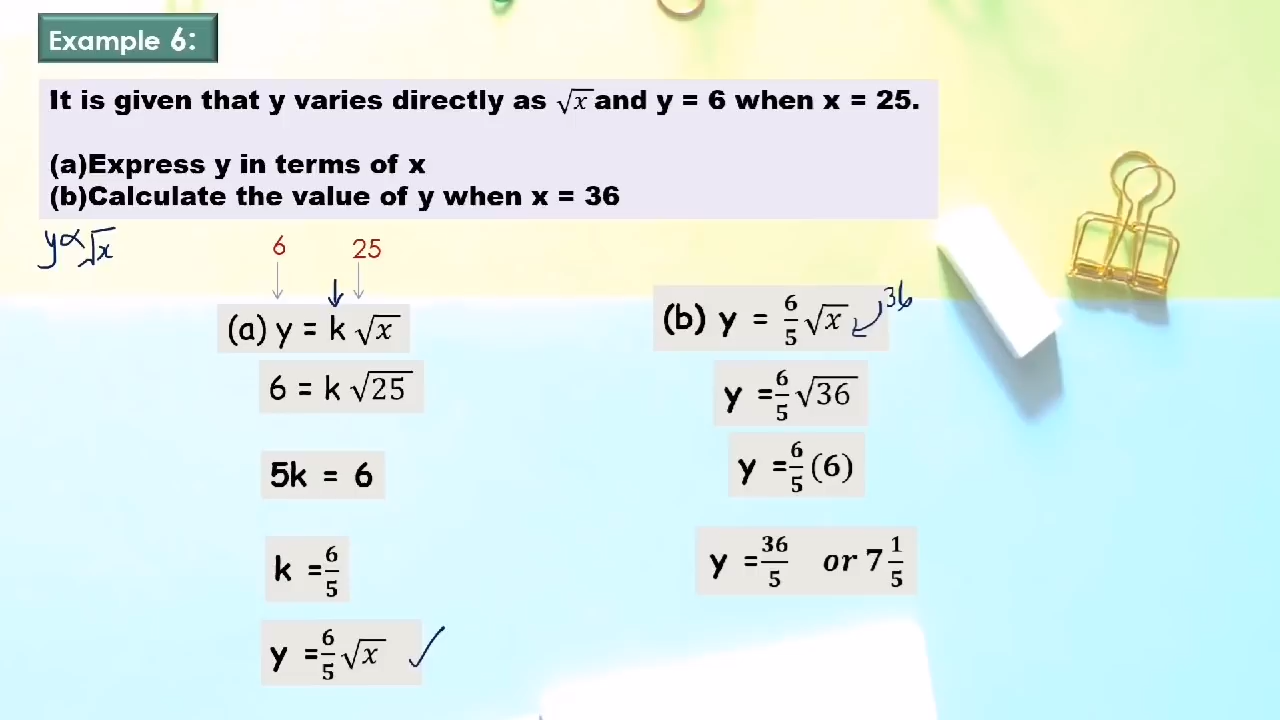 Example 6:
It is given that y varies directly as √x and y = 6 when x = 25.
(a)Express y in terms of x
(b)Calculate the value of y when x = 36
y∝√x
6 25
(a) y = k √x
6 = k √25
5k = 6
k = 6/5
y = 6/5 √x
36
(b) y = 6/5 √x
y = 6/5 √36
y = 6/5 (6)
y = 36/5 or 7 1/5